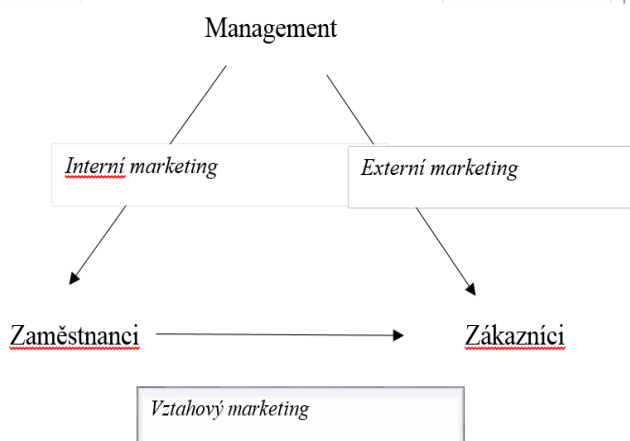 Management
Interní marketing
Externí marketing
Zaměstnanci
Zákazníci
Vztahový marketing